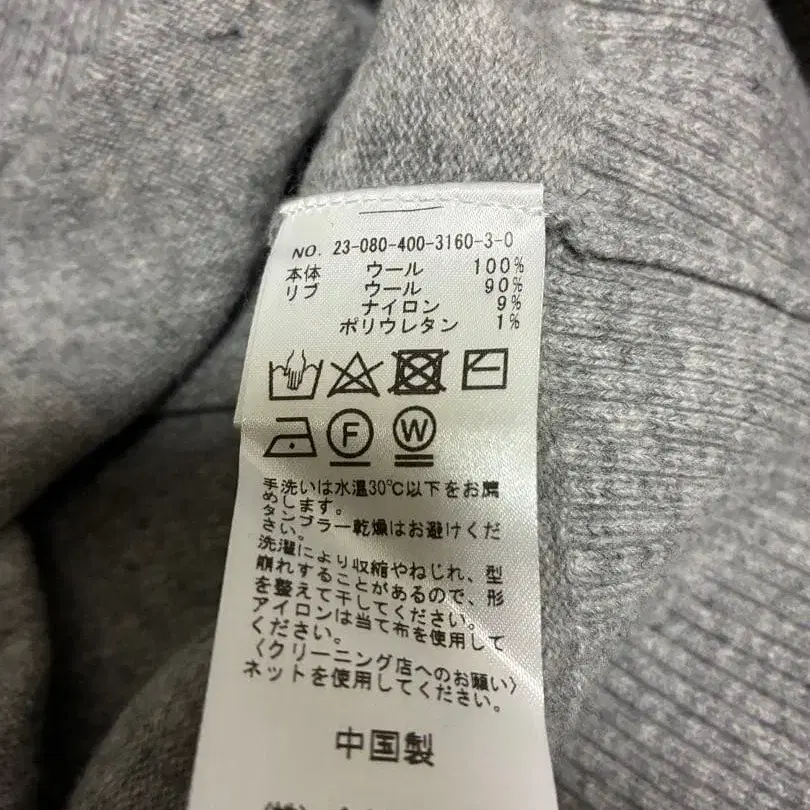 NO. 23-080-400-3160-3-0
本体 ウール 100%
リブ ウール 90%
ナイロン 9%
ポリウレタン 1%
F W
手洗いは水温30℃以下をお薦
めします。
タンブラー乾燥はお避けくだ
さい。
洗濯により収縮やねじれ、型
崩れすることがあるので、形
を整えて干してください。
アイロンは当て布を使用して
ください。
〈クリーニング店へのお願い〉
ネットを使用してください。
中国製